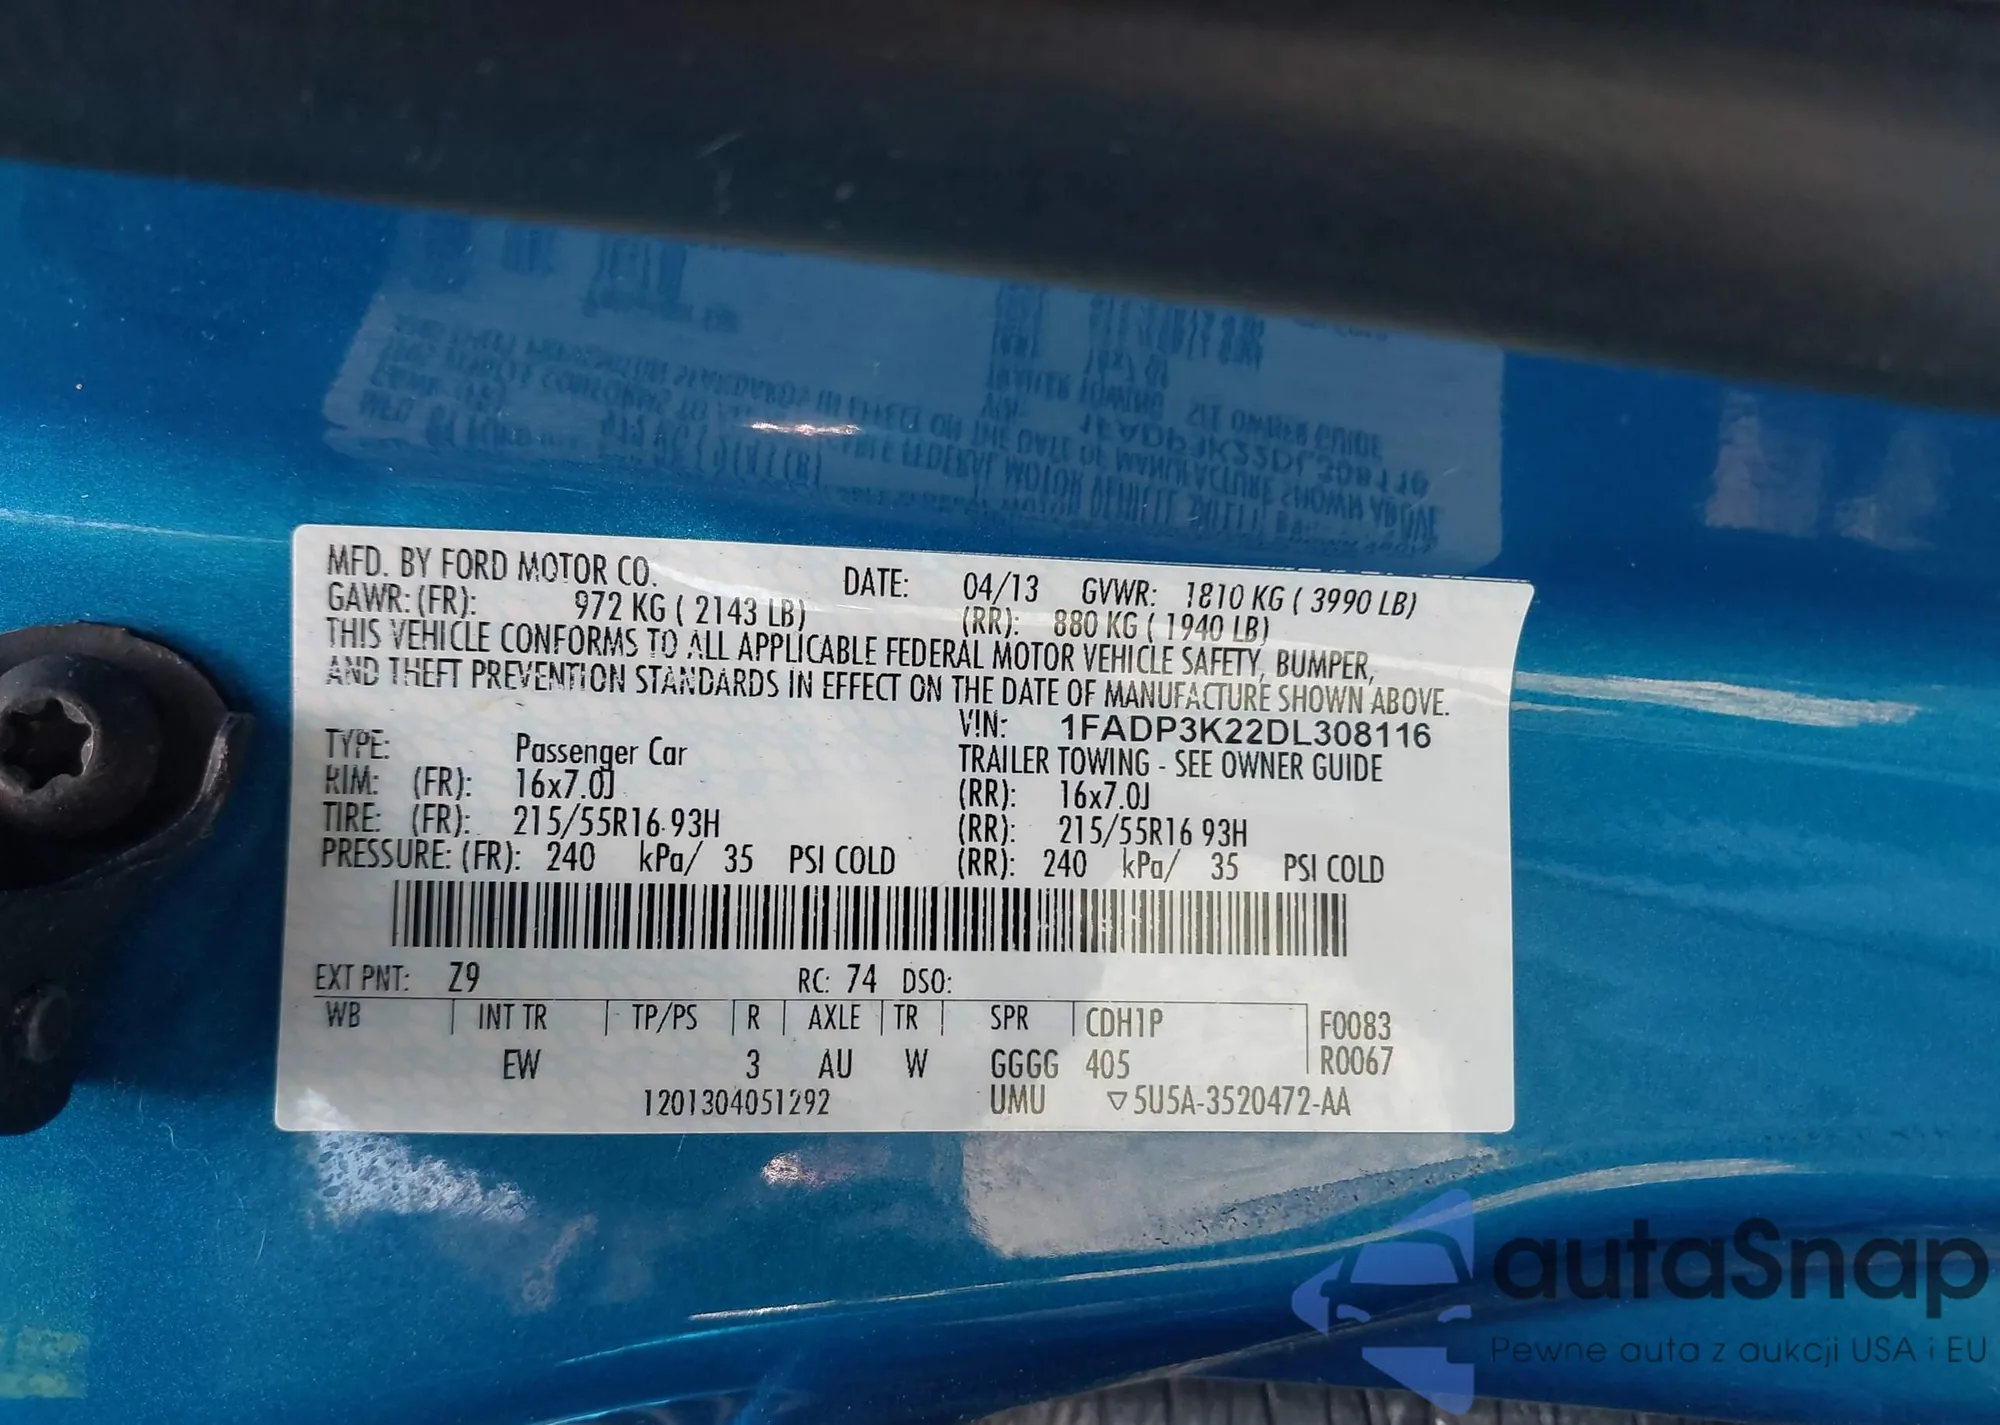 MFD. BY FORD MOTOR CO. DATE: 04/13 GVWR: 1810 KG ( 3990 LB)
GAWR: (FR): 972 KG ( 2143 LB) (RR): 880 KG ( 1940 LB)
THIS VEHICLE CONFORMS TO ALL APPLICABLE FEDERAL MOTOR VEHICLE SAFETY, BUMPER,
AND THEFT PREVENTION STANDARDS IN EFFECT ON THE DATE OF MANUFACTURE SHOWN ABOVE.
VIN: 1FADP3K22DL308116
TYPE: Passenger Car TRAILER TOWING - SEE OWNER GUIDE
RIM: (FR): 16x7.0J (RR): 16x7.0J
TIRE: (FR): 215/55R16 93H (RR): 215/55R16 93H
PRESSURE: (FR): 240 kPa/ 35 PSI COLD (RR): 240 kPa/ 35 PSI COLD
EXT PNT: Z9 RC: 74 DSO:
WB INT TR TP/PS R AXLE TR SPR CDH1P F0083
EW 3 AU W GGGG 405 R0067
1201304051292 UMU ▽5U5A-3520472-AA
autaSnap
Pewne auta z aukcji USA i EU